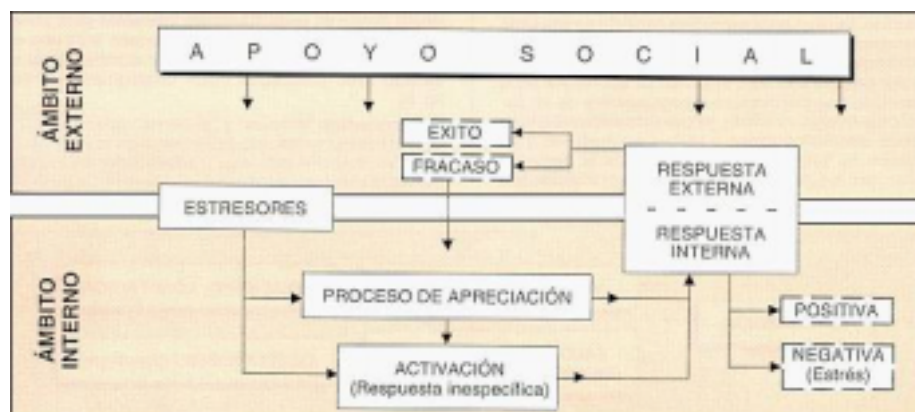 APOYO SOCIAL
ÁMBITO
EXTERNO
ÉXITO
FRACASO
ESTRESORES
RESPUESTA
EXTERNA
RESPUESTA
INTERNA
ÁMBITO
INTERNO
PROCESO DE APRECIACIÓN
ACTIVACIÓN
(Respuesta inespecífica)
POSITIVA
NEGATIVA
(Estrés)